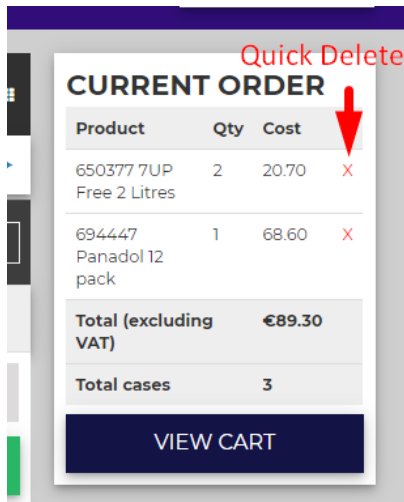 Quick Delete
CURRENT ORDER
Product Qty Cost
650377 7UP 2 20.70 X
Free 2 Litres
694447 1 68.60 X
Panadol 12
pack
Total (excluding €89.30
VAT)
Total cases 3
VIEW CART